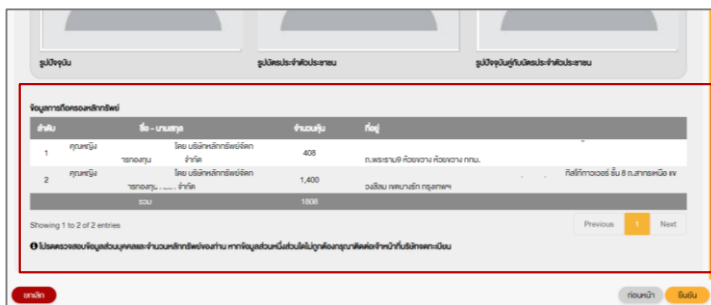 รูปปัจจุบัน รูปบัตรประจำตัวประชาชน รูปปัจจุบันคู่กับบัตรประจำตัวประชาชน
ข้อมูลการถือครองหลักทรัพย์
ลำดับ ชื่อ - นามสกุล จำนวนหุ้น ที่อยู่
คุณหญิง โดย บริษัทหลักทรัพย์จัดก
1 408
ารกองทุน จำกัด ถ.พระราม9 ห้วยขวาง ห้วยขวาง กทม.
คุณหญิง โดย บริษัทหลักทรัพย์จัดก ชั้น 8 ถ.สาทรเหนือ เข
2 1,400
ารกองทุน จำกัด วงสีลม เขตบางรัก กรุงเทพฯ
รวม 1808
Showing 1 to 2 of 2 entries Previous 1 Next
โปรดตรวจสอบข้อมูลส่วนบุคคลและจำนวนหลักทรัพย์ของท่าน หากข้อมูลส่วนหนึ่งส่วนใดไม่ถูกต้องกรุณาติดต่อเจ้าหน้าที่บริษัทจดทะเบียน
ยกเลิก ก่อนหน้า ยืนยัน